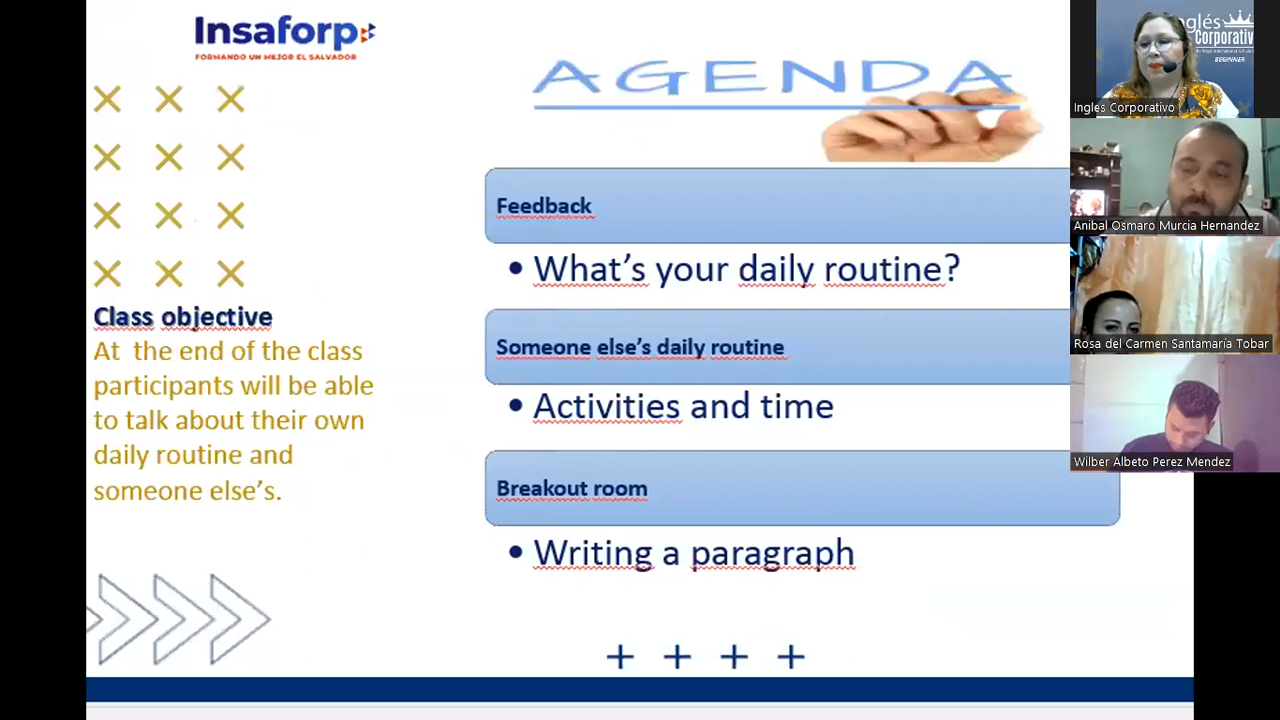 Insaforp
FORMANDO UN MEJOR EL SALVADOR
AGENDA
Feedback
• What's your daily routine?
Someone else's daily routine
• Activities and time
Breakout room
• Writing a paragraph
Class objective
At the end of the class
participants will be able
to talk about their own
daily routine and
someone else's.
Inglés
Corporativo
BEGINNER
Ingles Corporativo
Anibal Osmaro Murcia Hernandez
Rosa del Carmen Santamaría Tobar
Wilber Albeto Perez Mendez